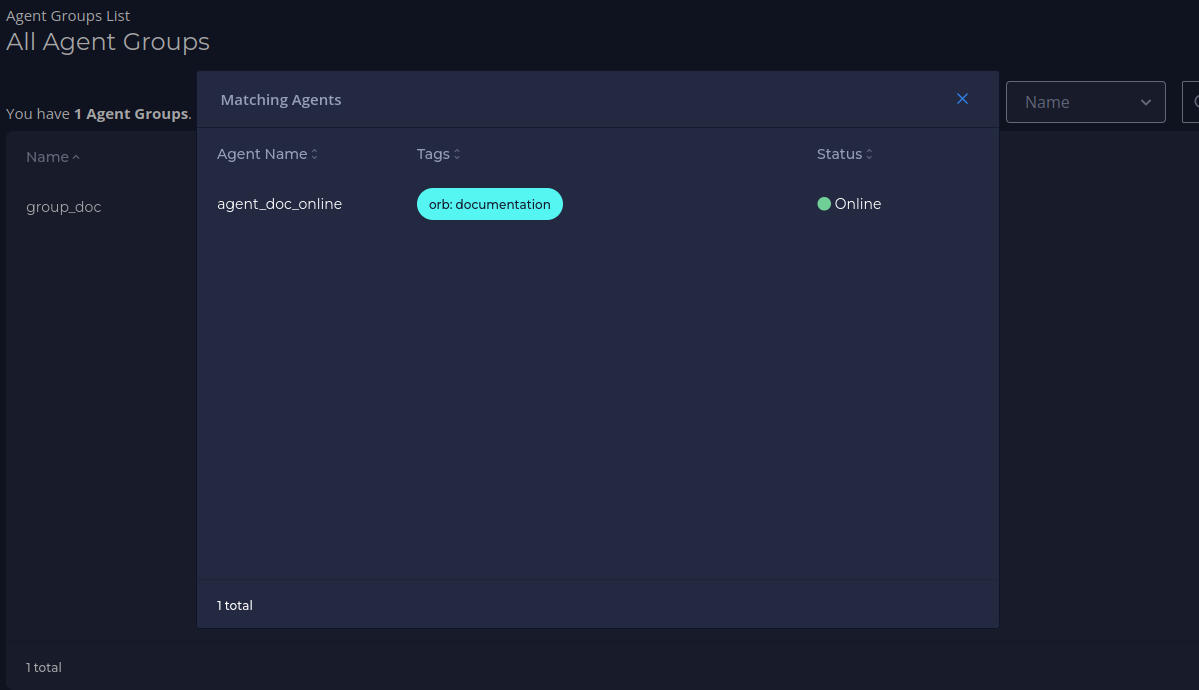 Agent Groups List
All Agent Groups
You have 1 Agent Groups.
Name
Name
group_doc
1 total
Matching Agents
Agent Name Tags Status
agent_doc_online orb: documentation Online
1 total